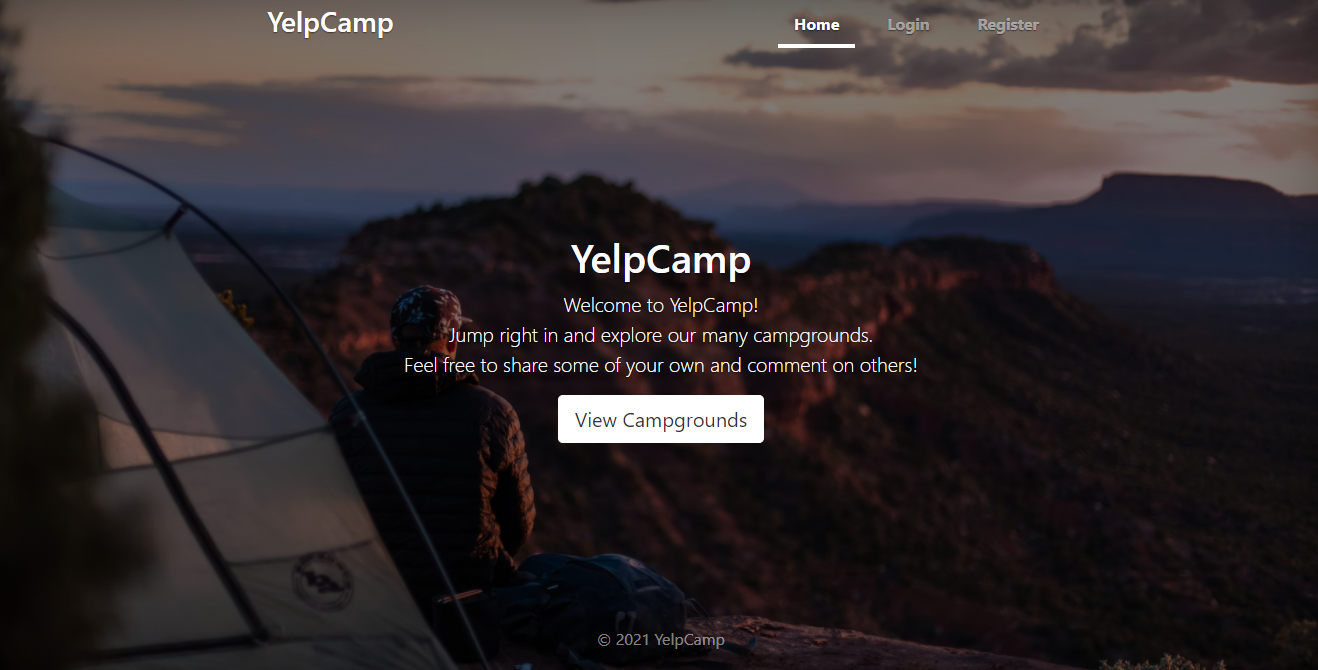 YelpCamp
Home
Login
Register
YelpCamp
Welcome to YelpCamp!
Jump right in and explore our many campgrounds.
Feel free to share some of your own and comment on others!
View Campgrounds
© 2021 YelpCamp